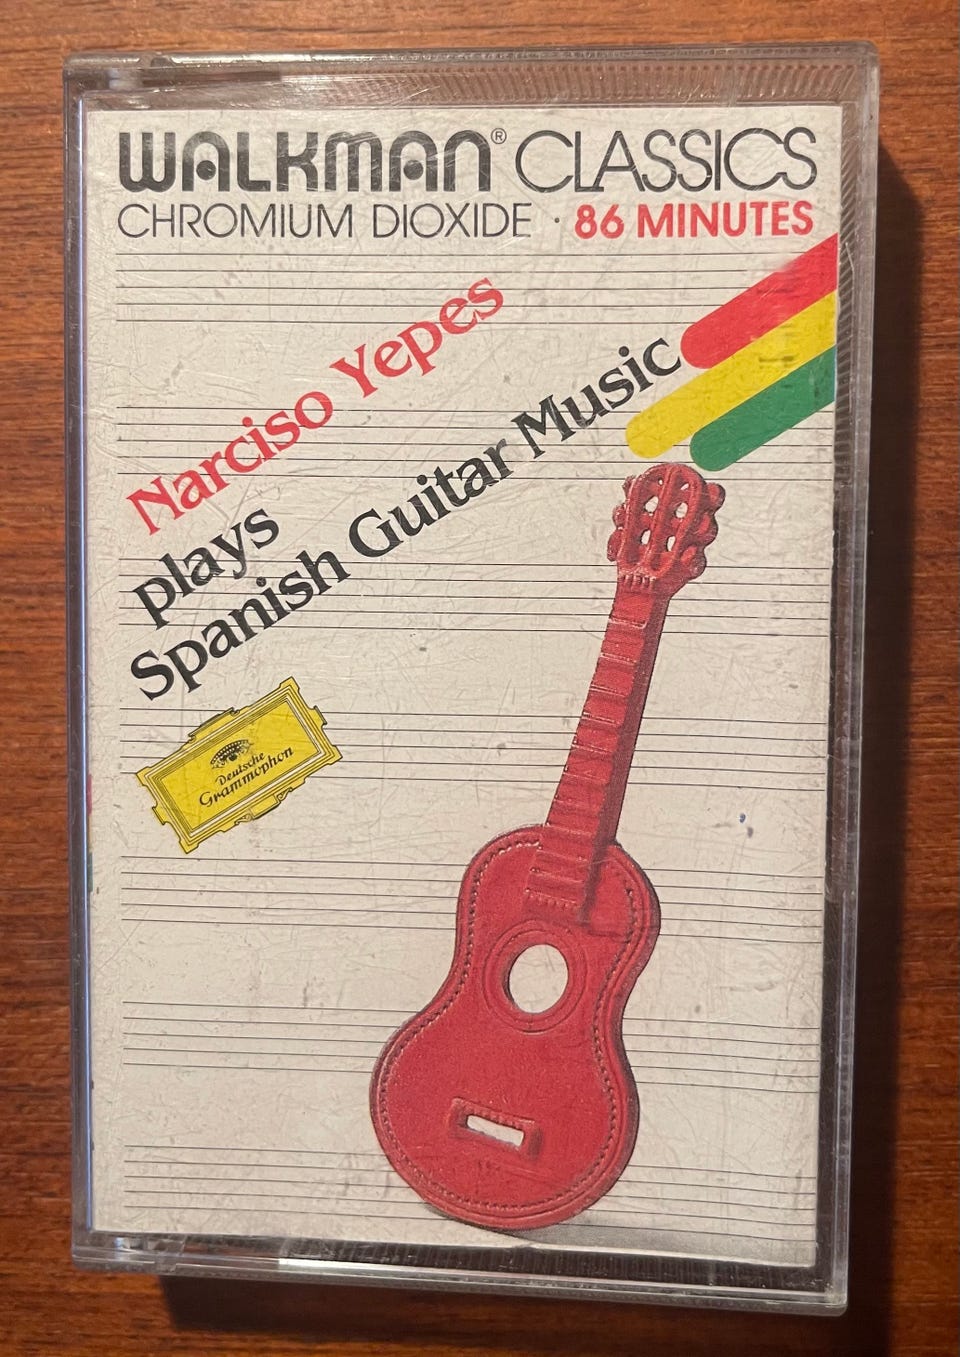 WALKMAN® CLASSICS
CHROMIUM DIOXIDE · 86 MINUTES
Narciso Yepes
plays
Spanish Guitar Music
Deutsche
Grammophon